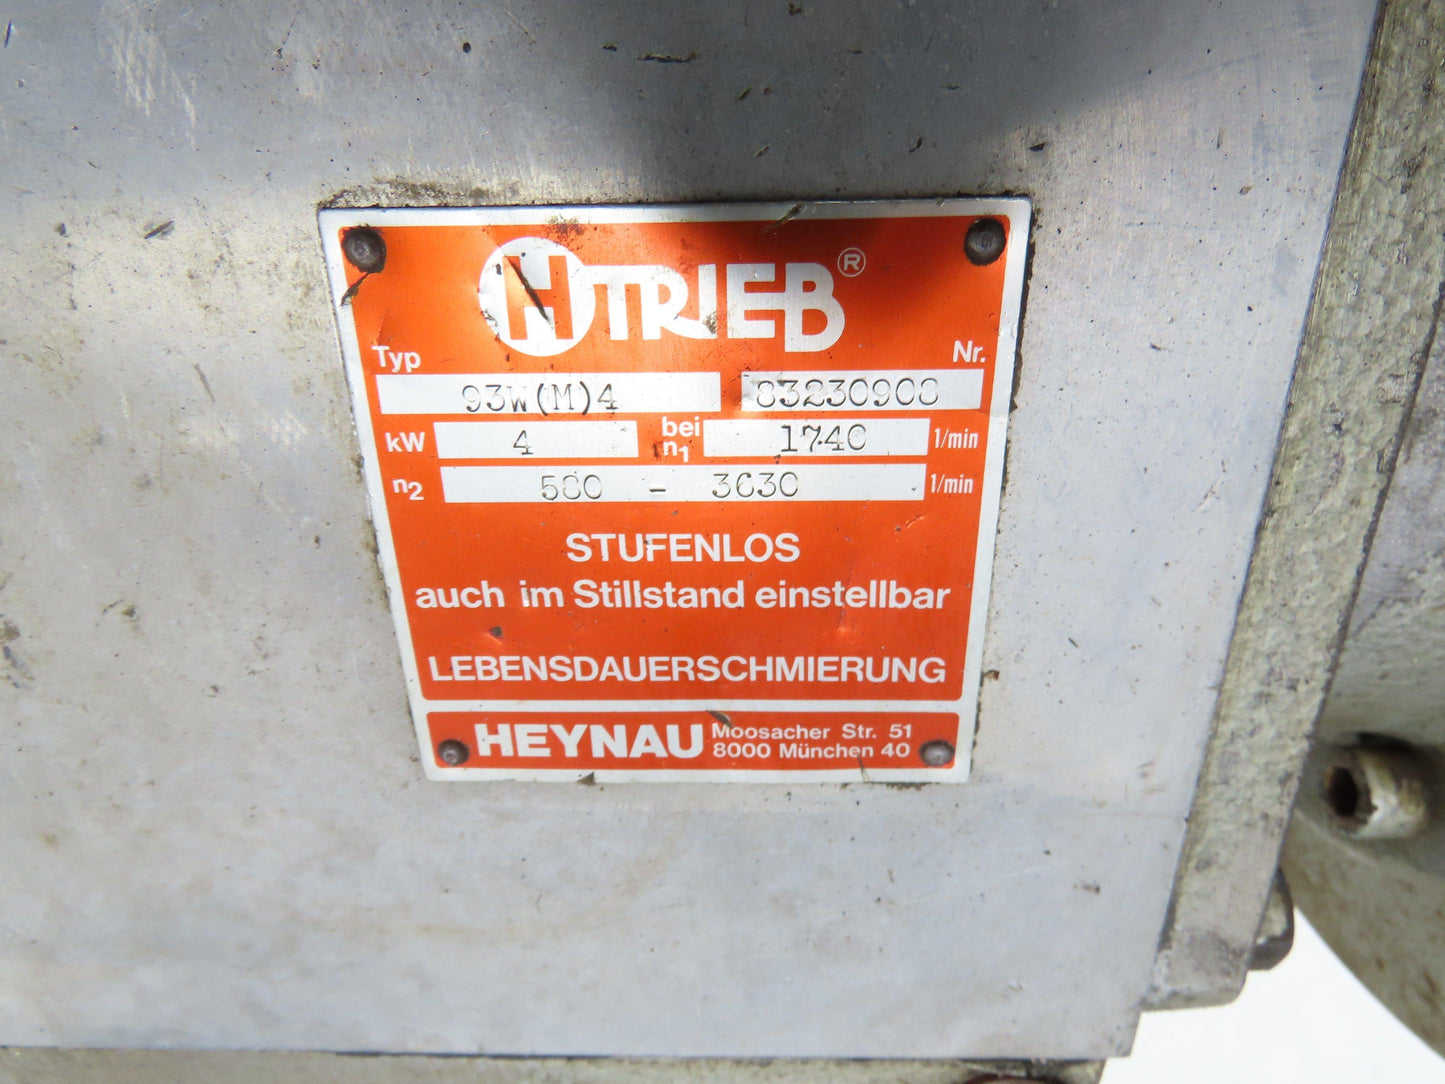 HTRIEB®
Typ Nr.
93W(M)4 83230908
kW 4 bei n1 1740 1/min
n2 580 - 3630 1/min
STUFENLOS
auch im Stillstand einstellbar
LEBENSDAUERSCHMIERUNG
HEYNAU Moosacher Str. 51
8000 München 40